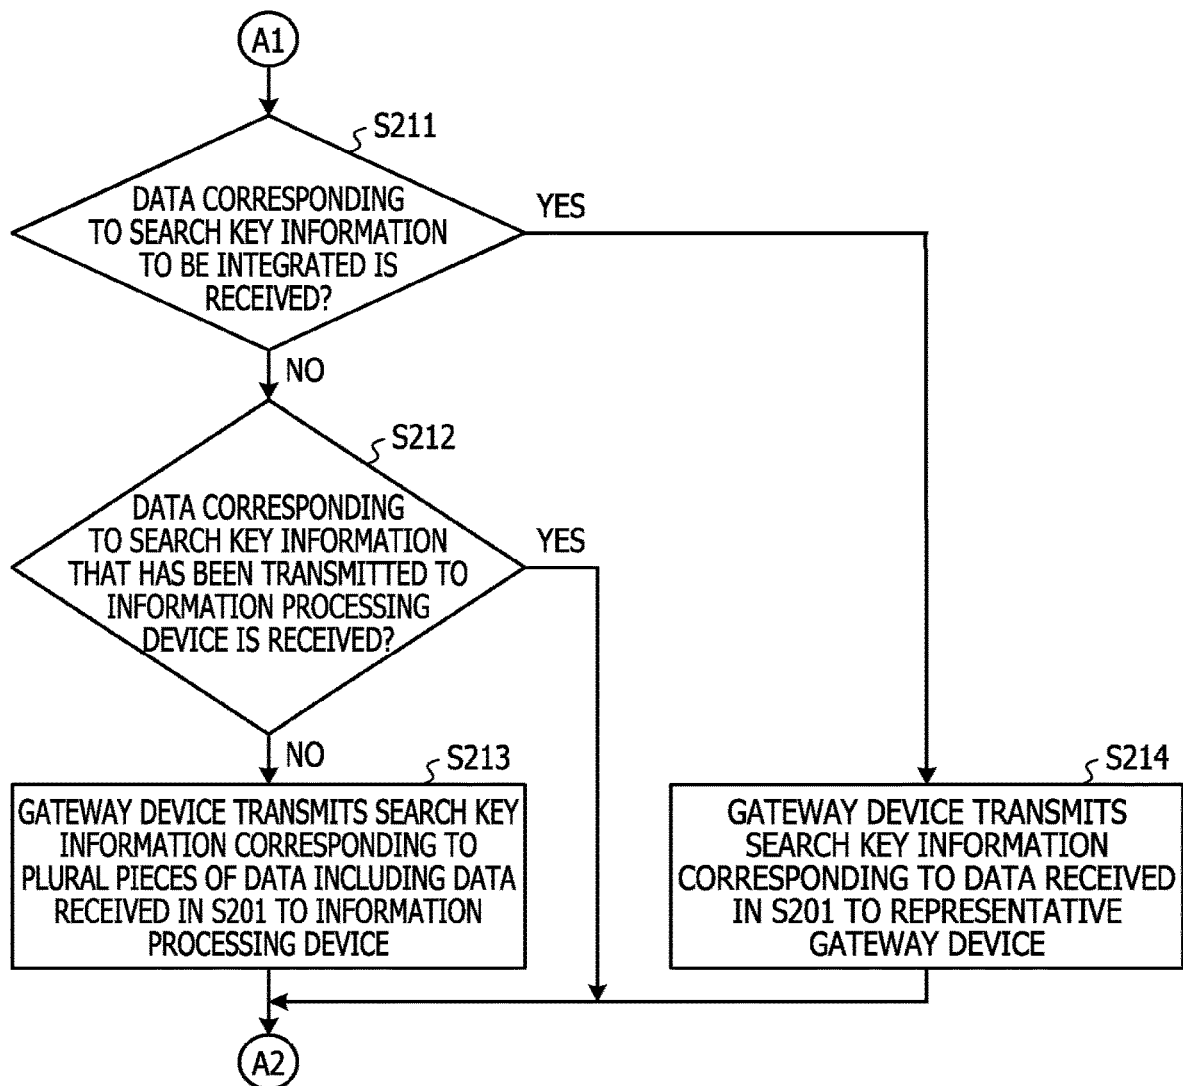 A1
S211
DATA CORRESPONDING
TO SEARCH KEY INFORMATION
TO BE INTEGRATED IS
RECEIVED?
YES
NO
S212
DATA CORRESPONDING
TO SEARCH KEY INFORMATION
THAT HAS BEEN TRANSMITTED TO
INFORMATION PROCESSING
DEVICE IS RECEIVED?
YES
NO
S213
GATEWAY DEVICE TRANSMITS SEARCH KEY
INFORMATION CORRESPONDING TO
PLURAL PIECES OF DATA INCLUDING DATA
RECEIVED IN S201 TO INFORMATION
PROCESSING DEVICE
S214
GATEWAY DEVICE TRANSMITS
SEARCH KEY INFORMATION
CORRESPONDING TO DATA RECEIVED
IN S201 TO REPRESENTATIVE
GATEWAY DEVICE
A2